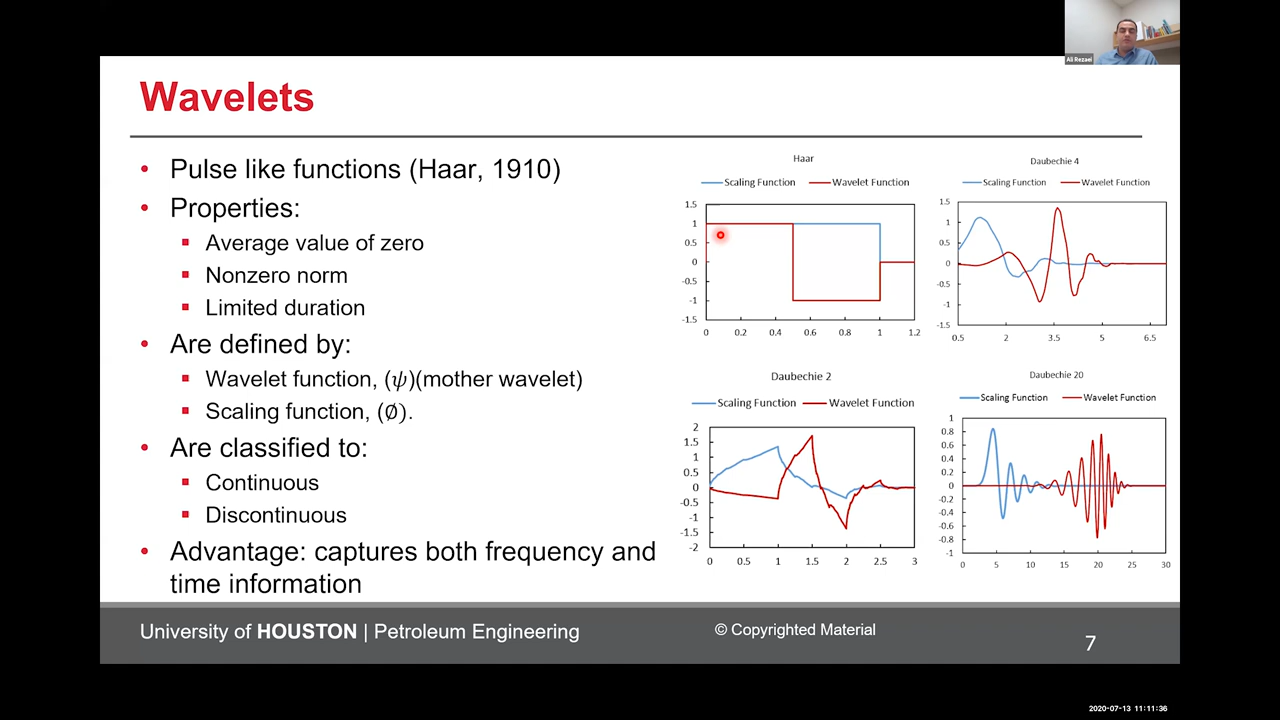 Ali Rezaei
Wavelets
• Pulse like functions (Haar, 1910)
• Properties:
▪ Average value of zero
▪ Nonzero norm
▪ Limited duration
• Are defined by:
▪ Wavelet function, (ψ)(mother wavelet)
▪ Scaling function, (∅).
• Are classified to:
▪ Continuous
▪ Discontinuous
• Advantage: captures both frequency and
time information
Haar
Scaling Function Wavelet Function
1.5
1
0.5
0
-0.5
-1
-1.5
0 0.2 0.4 0.6 0.8 1 1.2
Daubechie 4
Scaling Function Wavelet Function
1.5
1
0.5
0
-0.5
-1
-1.5
0.5 2 3.5 5 6.5
Daubechie 2
Scaling Function Wavelet Function
2
1.5
1
0.5
0
-0.5
-1
-1.5
-2
0 0.5 1 1.5 2 2.5 3
Daubechie 20
Scaling Function Wavelet Function
1
0.8
0.6
0.4
0.2
0
-0.2
-0.4
-0.6
-0.8
-1
0 5 10 15 20 25 30
University of HOUSTON | Petroleum Engineering
© Copyrighted Material
7
2020-07-13 11:11:36